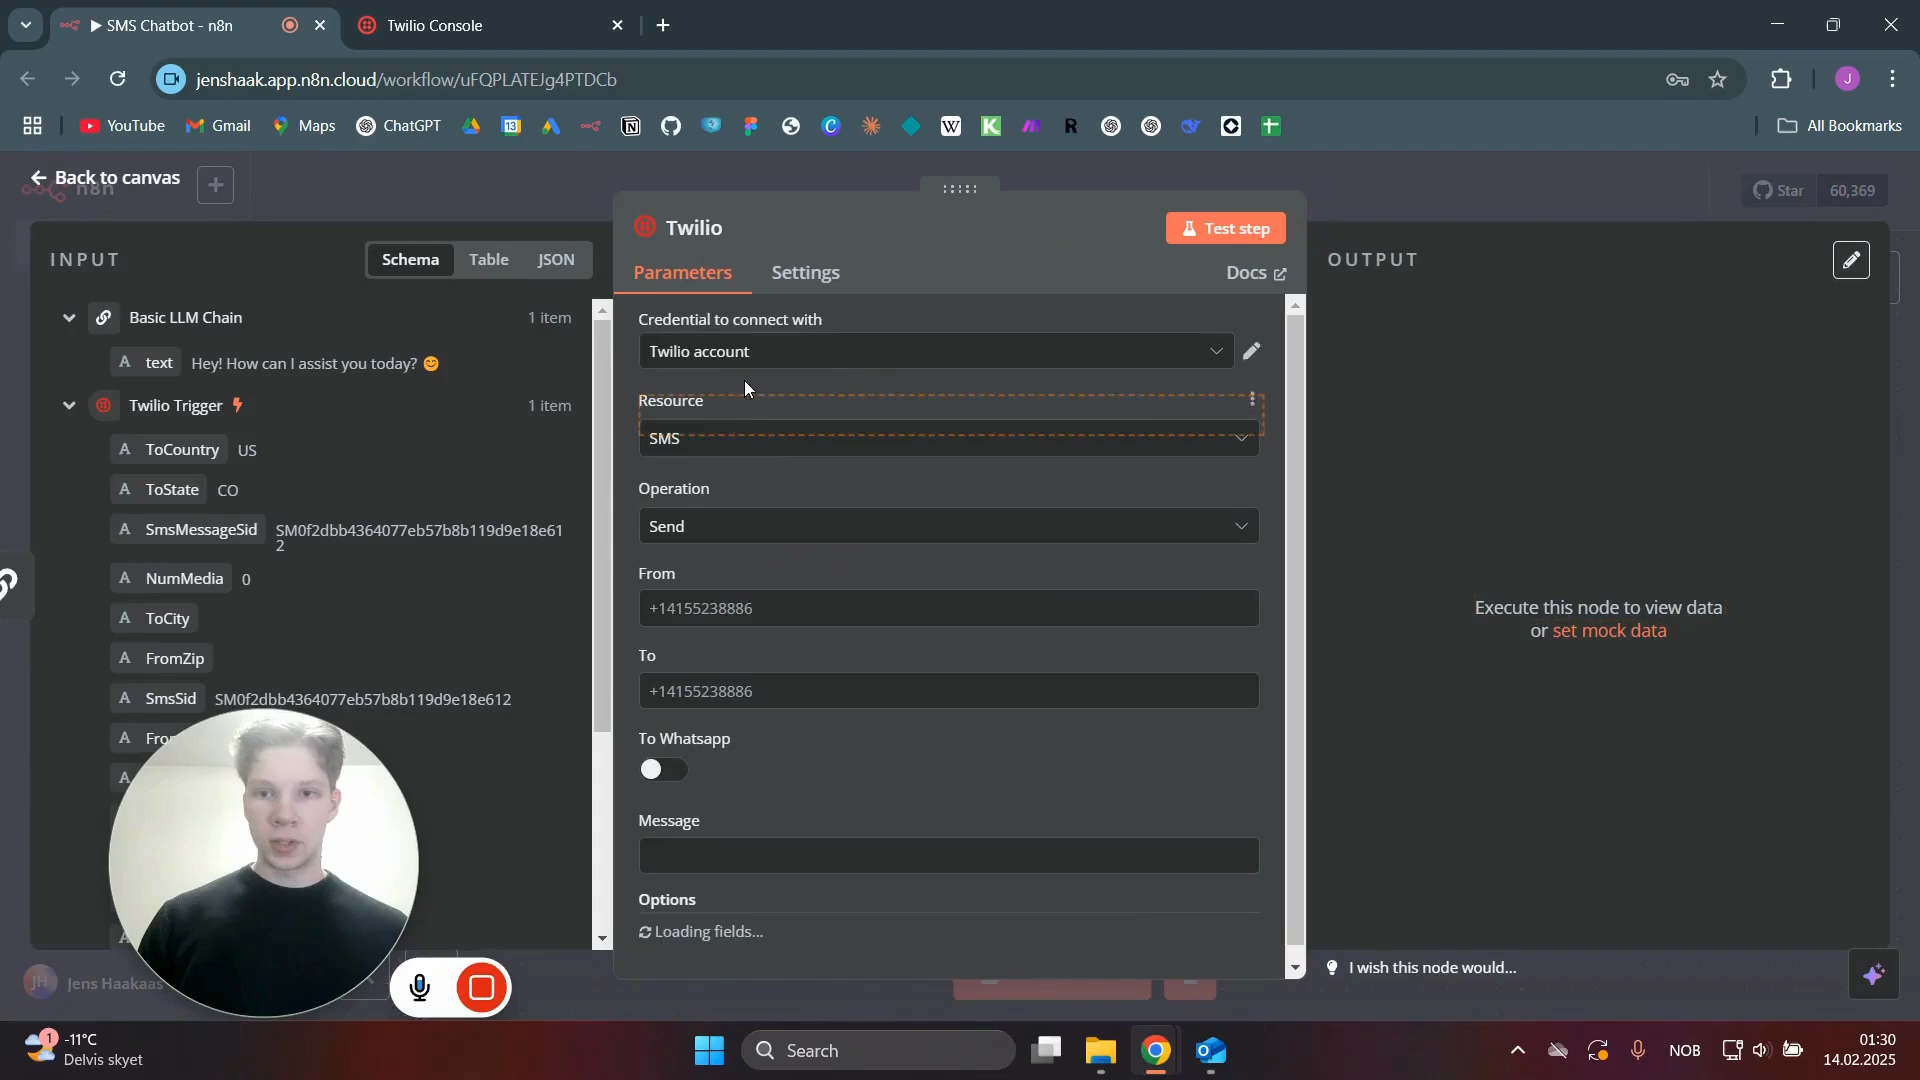 SMS Chatbot - n8n
Twilio Console
jenshaak.app.n8n.cloud/workflow/uFQPLATEJg4PTDCb
J
YouTube
Gmail
Maps
ChatGPT
All Bookmarks
Back to canvas
n8n
Star
60,369
INPUT
Schema
Table
JSON
Basic LLM Chain
1 item
A text Hey! How can I assist you today? 😊
Twilio Trigger
1 item
A ToCountry US
A ToState CO
A SmsMessageSid SM0f2dbb4364077eb57b8b119d9e18e61
2
A NumMedia 0
A ToCity
A FromZip
A SmsSid SM0f2dbb4364077eb57b8b119d9e18e612
A
A
A
Twilio
Test step
Parameters
Settings
Docs
Credential to connect with
Twilio account
Resource
SMS
Operation
Send
From
+14155238886
To
+14155238886
To Whatsapp
Message
Options
Loading fields...
OUTPUT
Execute this node to view data
or set mock data
I wish this node would...
JH Jens Haakaas
1
-11°C
Delvis skyet
Search
NOB
01:30
14.02.2025